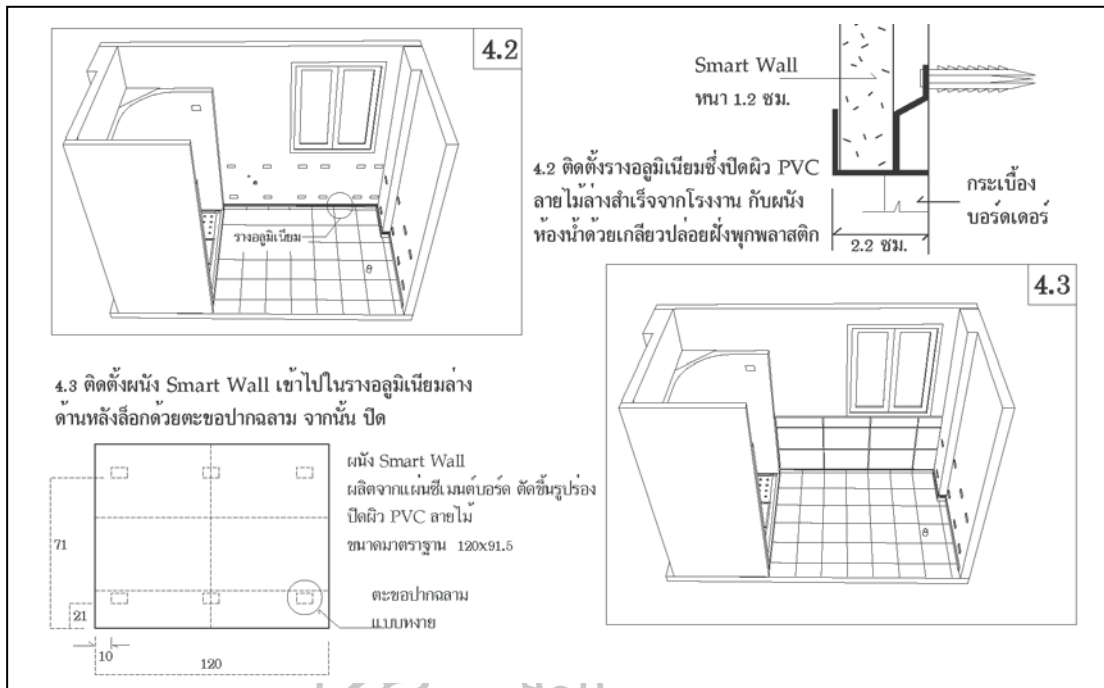 4.2
รางอลูมิเนียม
Smart Wall
หนา 1.2 ซม.
4.2 ติดตั้งรางอลูมิเนียมซึ่งปิดผิว PVC
ลายไม้ล่างสำเร็จจากโรงงาน กับผนัง
ห้องน้ำด้วยเกลียวปล่อยฝังพุกพลาสติก
กระเบื้อง
บอร์ดเดอร์
2.2 ซม.
4.3
4.3 ติดตั้งผนัง Smart Wall เข้าไปในรางอลูมิเนียมล่าง
ด้านหลังล็อกด้วยตะขอปากฉลาม จากนั้น ปิด
ผนัง Smart Wall
ผลิตจากแผ่นซีเมนต์บอร์ด ตัดขึ้นรูปร่อง
ปิดผิว PVC ลายไม้
ขนาดมาตราฐาน 120x91.5
71
21
10
120
ตะขอปากฉลาม
แบบหงาย